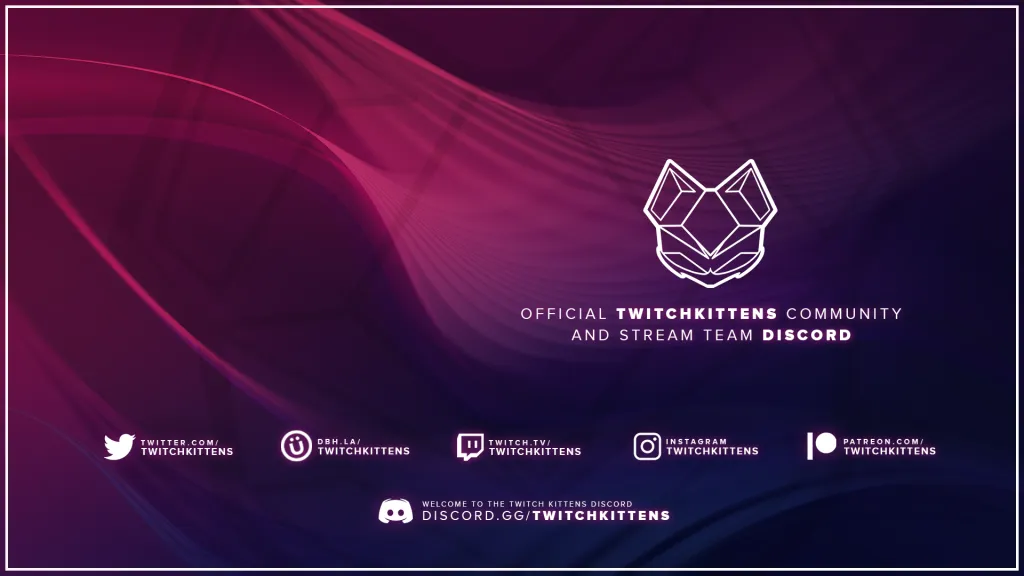 OFFICIAL TWITCHKITTENS COMMUNITY
AND STREAM TEAM DISCORD
TWITTER.COM/
TWITCHKITTENS
DBH.LA/
TWITCHKITTENS
TWITCH.TV/
TWITCHKITTENS
INSTAGRAM
TWITCHKITTENS
PATREON.COM/
TWITCHKITTENS
WELCOME TO THE TWITCH KITTENS DISCORD
DISCORD.GG/TWITCHKITTENS